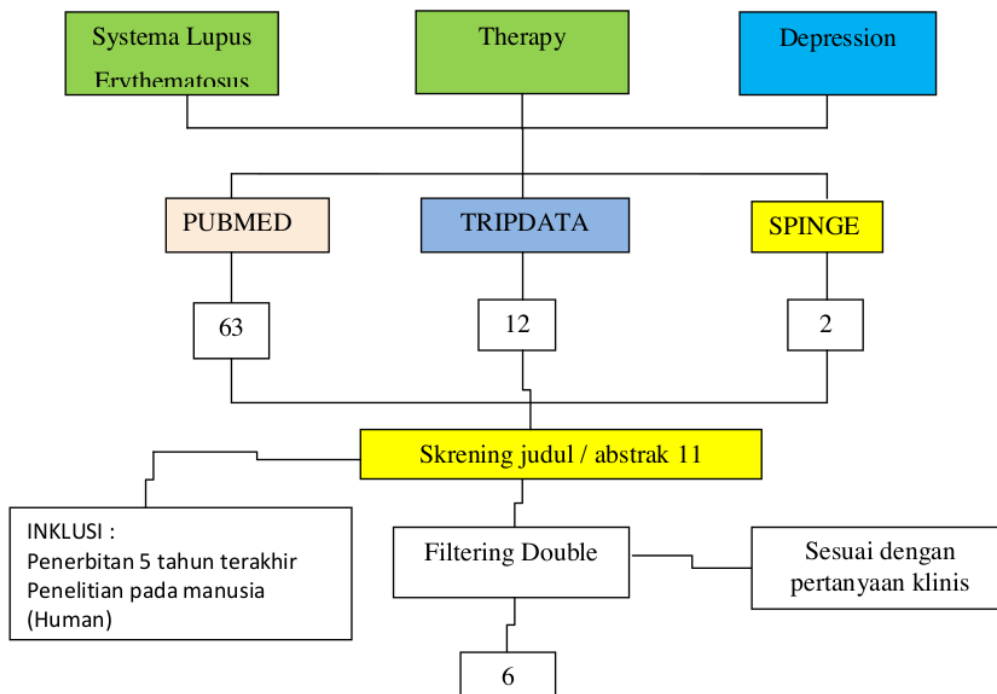 Systema Lupus
Erythematosus
Therapy
Depression
PUBMED
TRIPDATA
SPINGE
63
12
2
Skrening judul / abstrak 11
INKLUSI :
Penerbitan 5 tahun terakhir
Penelitian pada manusia
(Human)
Filtering Double
Sesuai dengan
pertanyaan klinis
6